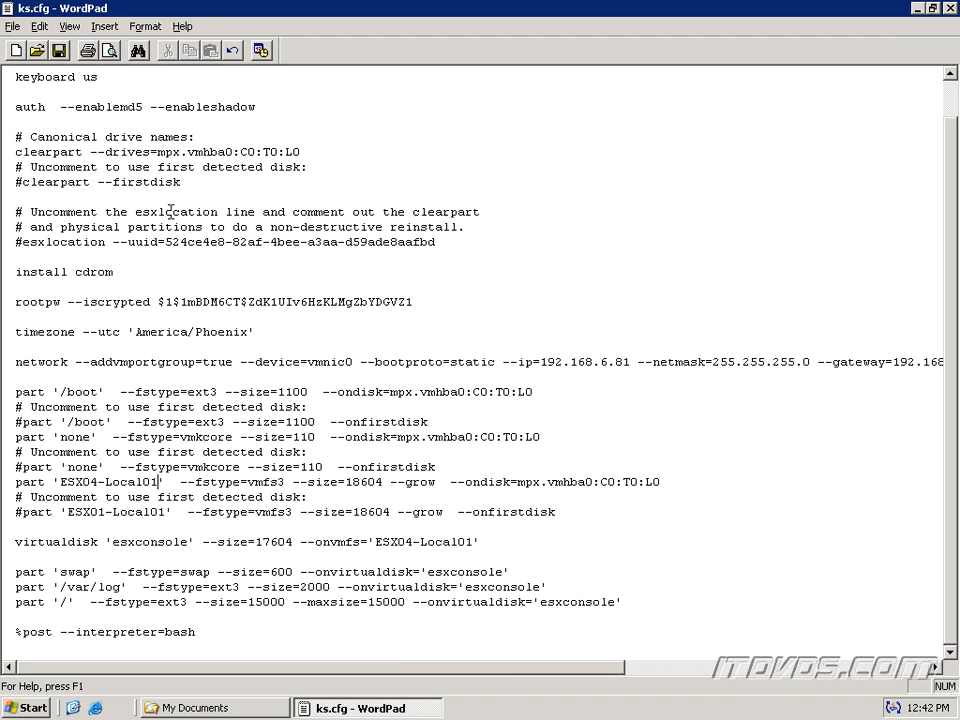 ks.cfg - WordPad
File Edit View Insert Format Help
keyboard us
auth  --enablemd5 --enableshadow
# Canonical drive names:
clearpart --drives=mpx.vmhba0:C0:T0:L0
# Uncomment to use first detected disk:
#clearpart --firstdisk
# Uncomment the esxlocation line and comment out the clearpart
# and physical partitions to do a non-destructive reinstall.
#esxlocation --uuid=524ce4e8-82af-4bee-a3aa-d59ade8aafbd
install cdrom
rootpw --iscrypted $1$1mBDM6CT$ZdK1UIv6HzKLMgZbYDGVZ1
timezone --utc 'America/Phoenix'
network --addvmportgroup=true --device=vmnic0 --bootproto=static --ip=192.168.6.81 --netmask=255.255.255.0 --gateway=192.168
part '/boot'  --fstype=ext3 --size=1100  --ondisk=mpx.vmhba0:C0:T0:L0
# Uncomment to use first detected disk:
#part '/boot'  --fstype=ext3 --size=1100  --onfirstdisk
part 'none'  --fstype=vmkcore --size=110  --ondisk=mpx.vmhba0:C0:T0:L0
# Uncomment to use first detected disk:
#part 'none'  --fstype=vmkcore --size=110  --onfirstdisk
part 'ESX04-Local01'  --fstype=vmfs3 --size=18604 --grow  --ondisk=mpx.vmhba0:C0:T0:L0
# Uncomment to use first detected disk:
#part 'ESX01-Local01'  --fstype=vmfs3 --size=18604 --grow  --onfirstdisk
virtualdisk 'esxconsole' --size=17604 --onvmfs='ESX04-Local01'
part 'swap'  --fstype=swap --size=600 --onvirtualdisk='esxconsole'
part '/var/log'  --fstype=ext3 --size=2000 --onvirtualdisk='esxconsole'
part '/'  --fstype=ext3 --size=15000 --maxsize=15000 --onvirtualdisk='esxconsole'
%post --interpreter=bash
ITDVDS.com
For Help, press F1
NUM
Start
My Documents
ks.cfg - WordPad
12:42 PM